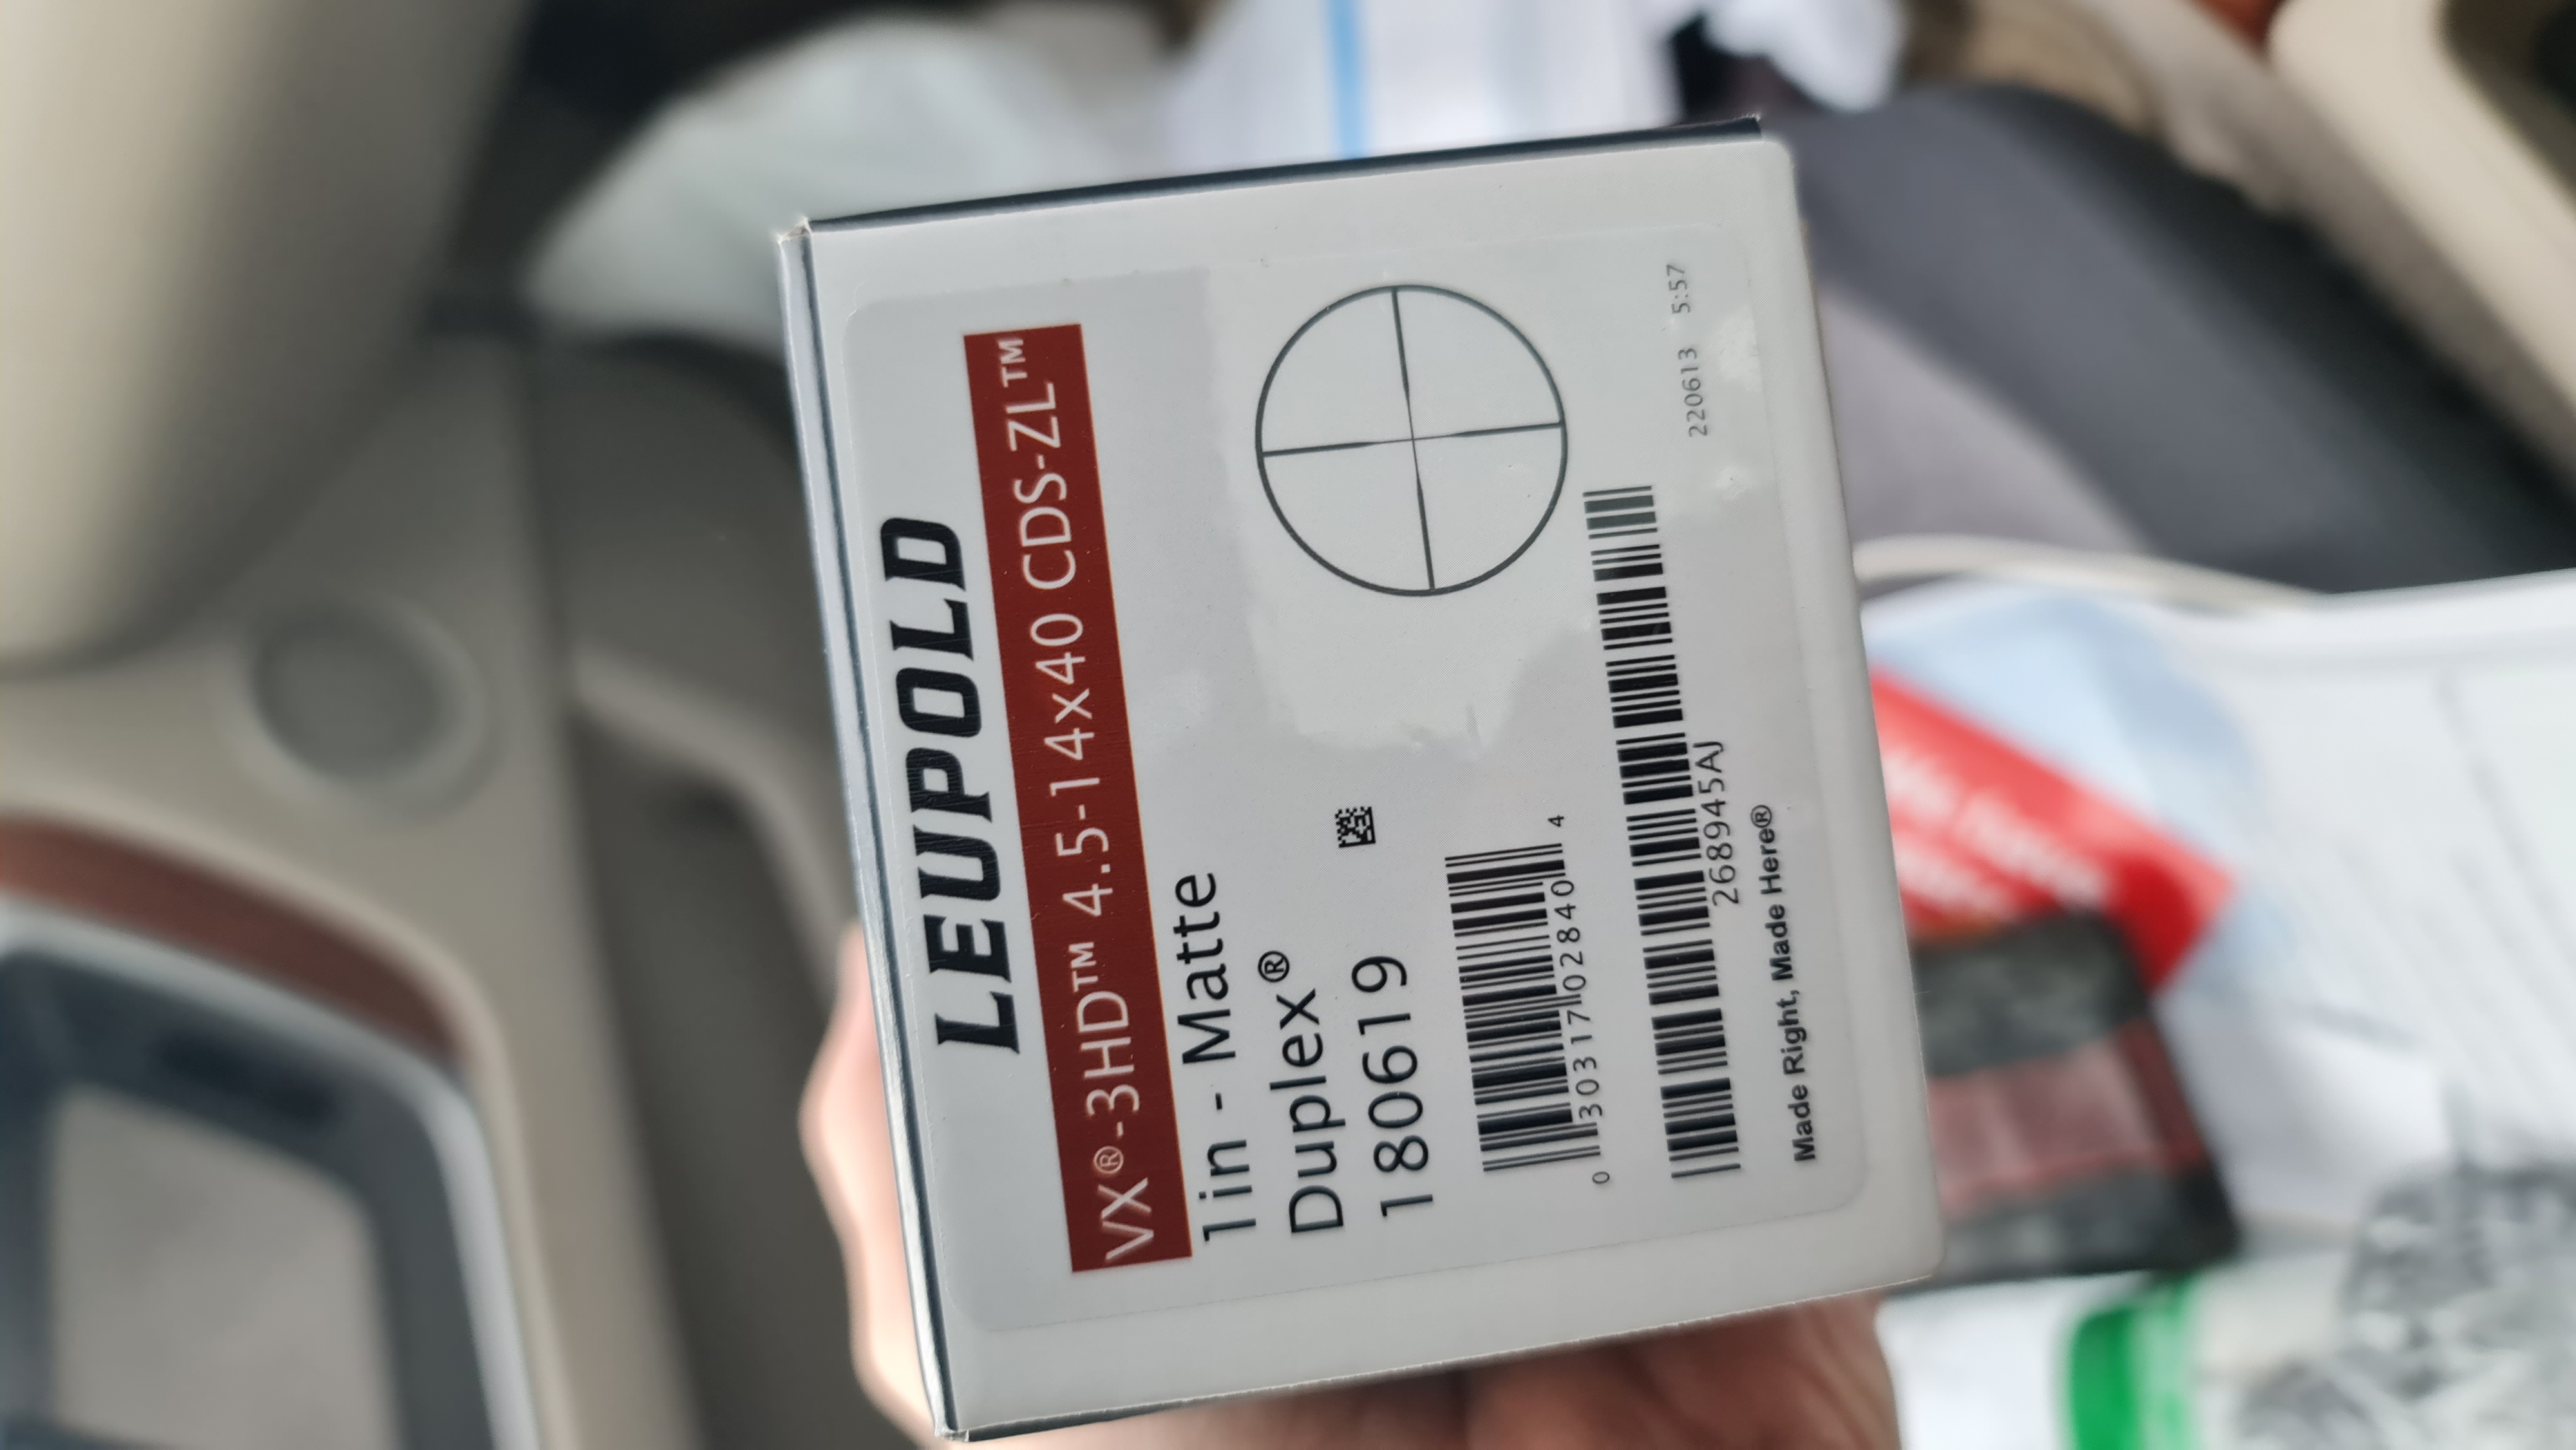 LEUPOLD
VX®-3HD™ 4.5-14x40 CDS-ZL™
1in - Matte
Duplex®
180619
0 30317 02840 4
268945AJ
220613 5:57
Made Right, Made Here®